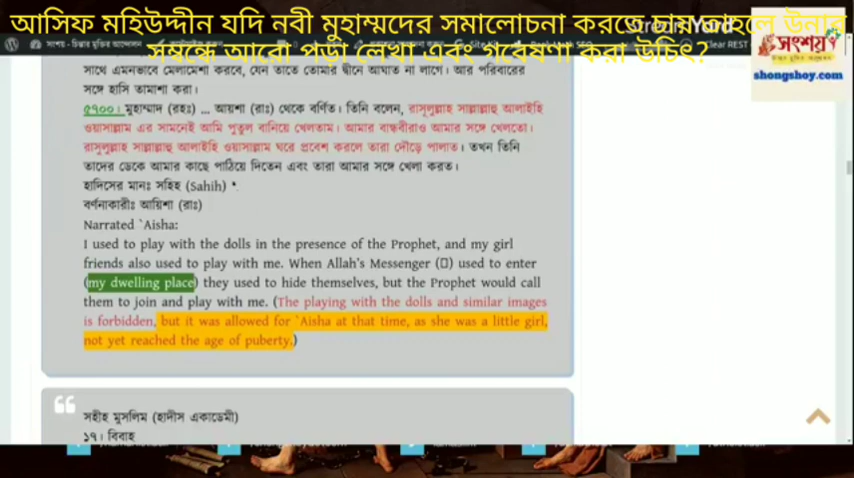 আসিফ মহিউদ্দীন যদি নবী মুহাম্মদের সমালোচনা করতে চায় তাহলে উনার
সম্বন্ধে আরো পড়া লেখা এবং গবেষণা করা উচিৎ?
সংশয়
চিন্তার মুক্তির আন্দোলন
shongshoy.com
সংশয় - চিন্তার মুক্তির আন্দোলন
সাথে এমনভাবে মেলামেশা করবে, যেন তাতে তোমার দ্বীনে আঘাত না লাগে। আর পরিবারের
সঙ্গে হাসি তামাশা করা।
৫৭০০। মুহাম্মাদ (রহঃ) ... আয়শা (রাঃ) থেকে বর্ণিত। তিনি বলেন, রাসূলুল্লাহ সাল্লাল্লাহু আলাইহি
ওয়াসাল্লাম এর সামনেই আমি পুতুল বানিয়ে খেলতাম। আমার বান্ধবীরাও আমার সঙ্গে খেলতো।
রাসুলুল্লাহ সাল্লাল্লাহু আলাইহি ওয়াসাল্লাম ঘরে প্রবেশ করলে তারা দৌড়ে পালাত। তখন তিনি
তাদের ডেকে আমার কাছে পাঠিয়ে দিতেন এবং তারা আমার সঙ্গে খেলা করত।
হাদিসের মানঃ সহিহ (Sahih)
বর্ণনাকারীঃ আয়িশা (রাঃ)
Narrated `Aisha:
I used to play with the dolls in the presence of the Prophet, and my girl
friends also used to play with me. When Allah's Messenger (▯) used to enter
(my dwelling place) they used to hide themselves, but the Prophet would call
them to join and play with me. (The playing with the dolls and similar images
is forbidden, but it was allowed for `Aisha at that time, as she was a little girl,
not yet reached the age of puberty.)
সহীহ মুসলিম (হাদীস একাডেমী)
১৭। বিবাহ